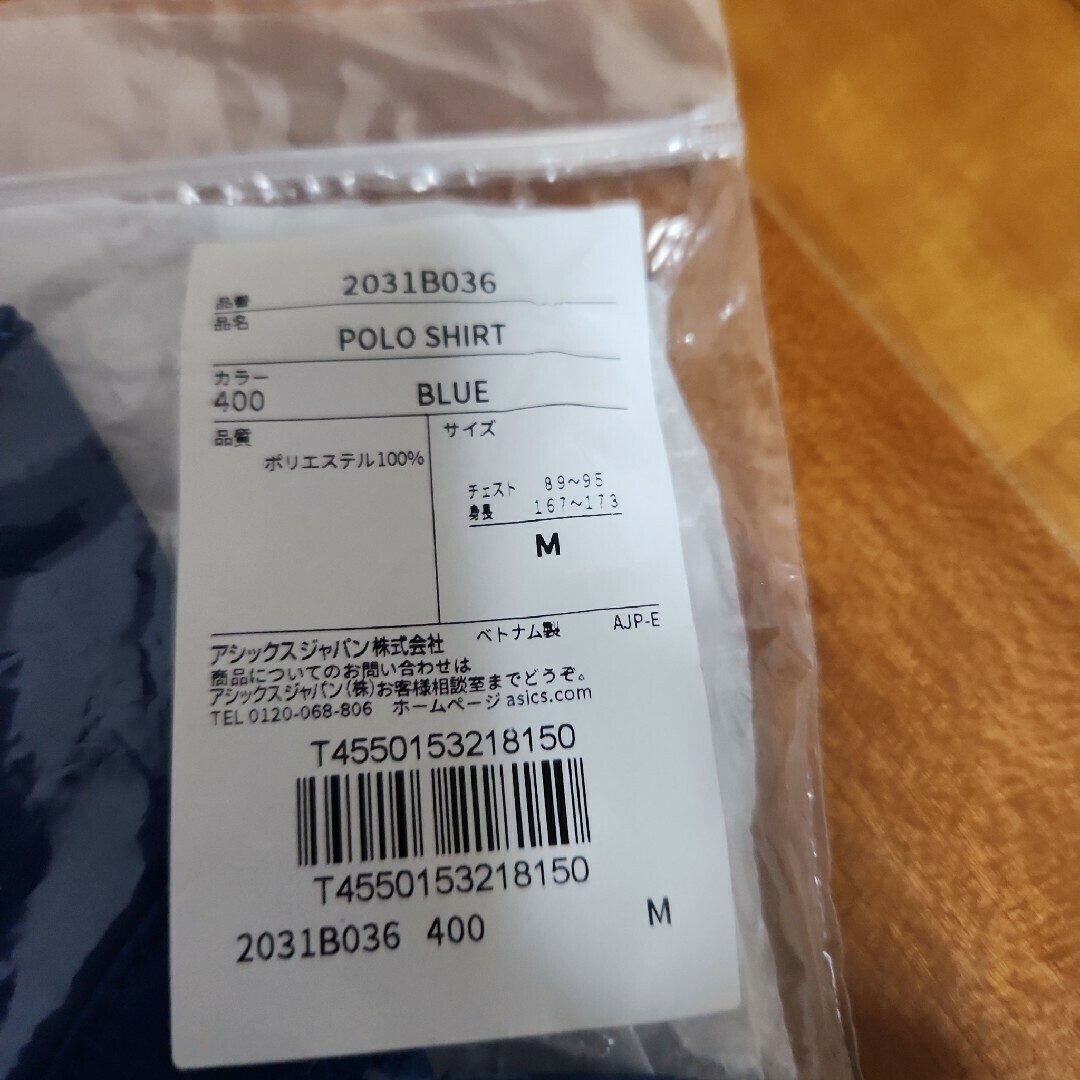 品番 2031B036
品名 POLO SHIRT
カラー
400 BLUE
品質
ポリエステル100%
サイズ
チェスト 89~95
身長 167~173
M
アシックスジャパン株式会社 ベトナム製 AJP-E
商品についてのお問い合わせは
アシックスジャパン(株)お客様相談室までどうぞ。
TEL 0120-068-806 ホームページ asics.com
T4550153218150
T4550153218150
2031B036 400 M